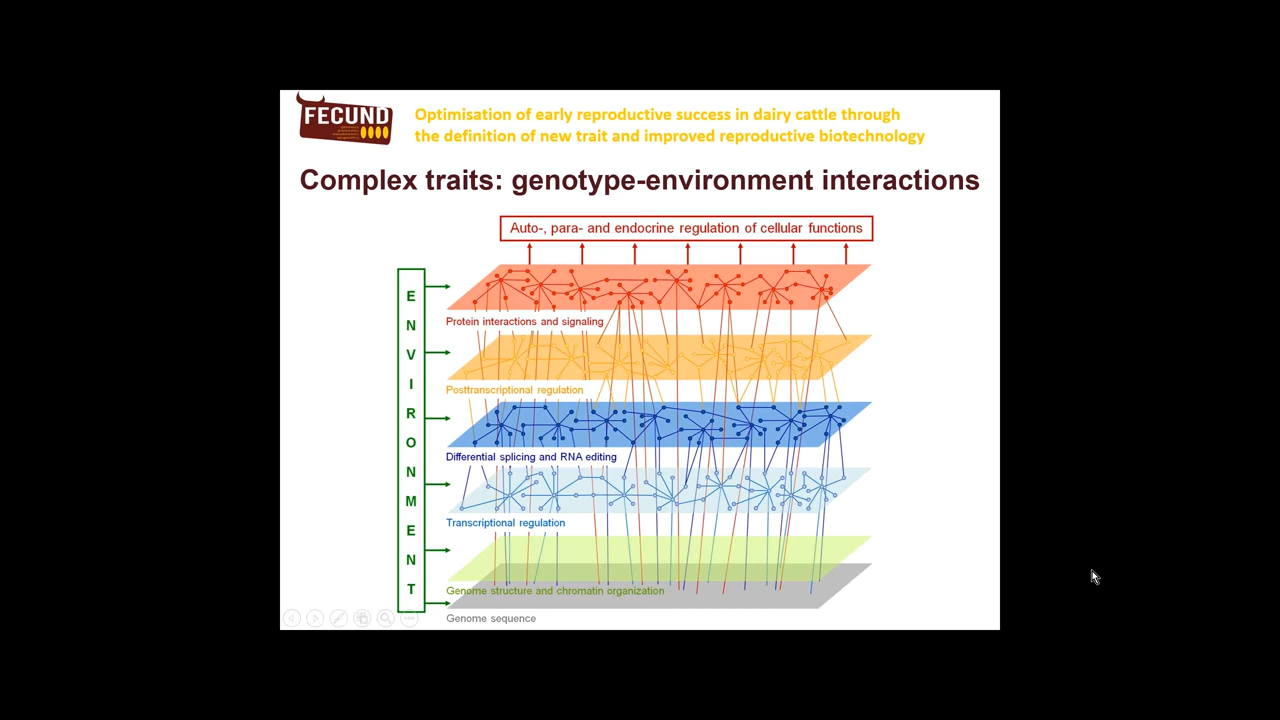 FECUND
Optimisation of early reproductive success in dairy cattle through
the definition of new trait and improved reproductive biotechnology
Complex traits: genotype-environment interactions
Auto-, para- and endocrine regulation of cellular functions
ENVIRONMENT
Protein interactions and signaling
Posttranscriptional regulation
Differential splicing and RNA editing
Transcriptional regulation
Genome structure and chromatin organization
Genome sequence